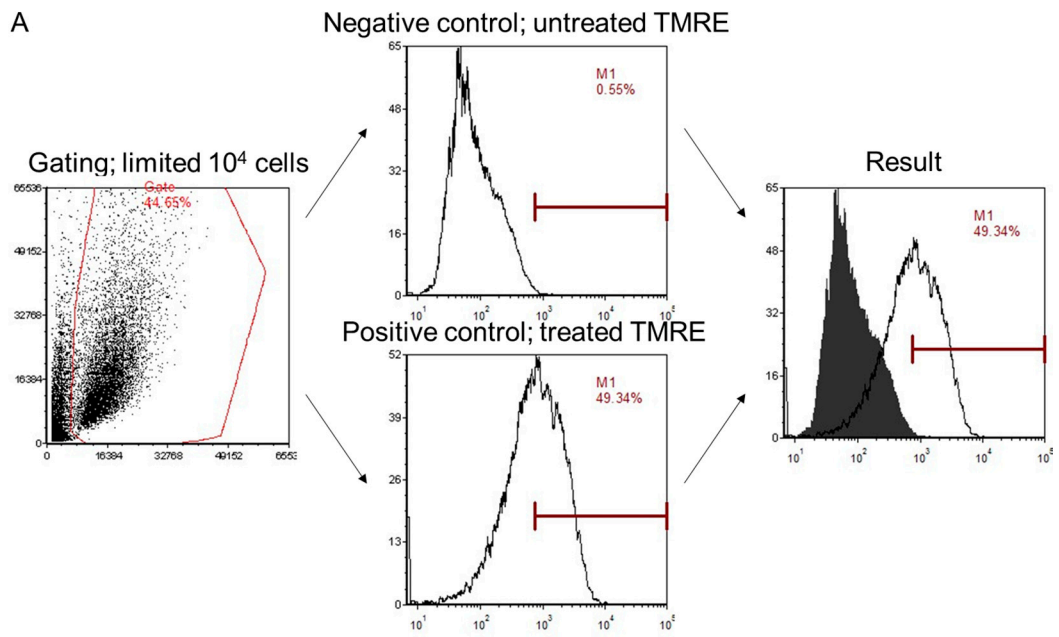 A
Negative control; untreated TMRE
65
48
32
16
0
M1
0.55%
10¹ 10² 10³ 10⁴ 10⁵
Gating; limited 10⁴ cells
Gate
44.65%
65536
49152
32768
16384
0
0 16384 32768 49152 6553
Positive control; treated TMRE
52
39
26
13
0
M1
49.34%
10¹ 10² 10³ 10⁴ 10⁵
Result
65
48
32
16
0
M1
49.34%
10¹ 10² 10³ 10⁴ 10⁵